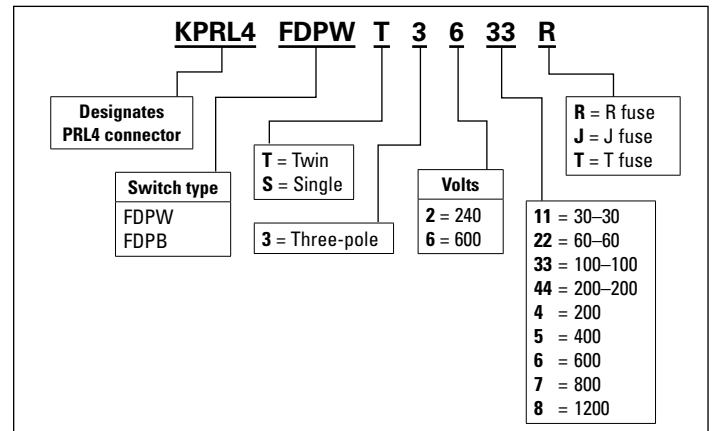 KPRL4 FDPW T 3 6 33 R
Designates
PRL4 connector
Switch type
FDPW
FDPB
T = Twin
S = Single
3 = Three-pole
Volts
2 = 240
6 = 600
R = R fuse
J = J fuse
T = T fuse
11 = 30–30
22 = 60–60
33 = 100–100
44 = 200–200
4 = 200
5 = 400
6 = 600
7 = 800
8 = 1200